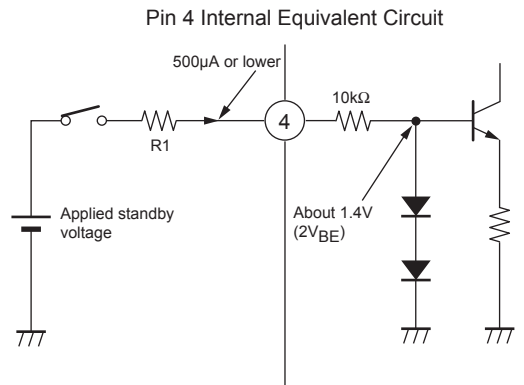 Pin 4 Internal Equivalent Circuit
500µA or lower
10kΩ
4
R1
Applied standby
voltage
About 1.4V
(2VBE)